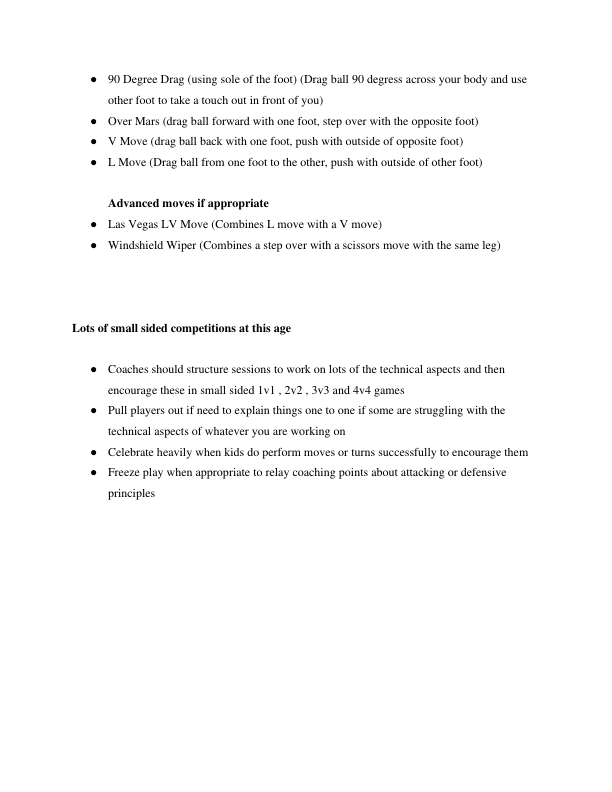 ● 90 Degree Drag (using sole of the foot) (Drag ball 90 degress across your body and use
other foot to take a touch out in front of you)
● Over Mars (drag ball forward with one foot, step over with the opposite foot)
● V Move (drag ball back with one foot, push with outside of opposite foot)
● L Move (Drag ball from one foot to the other, push with outside of other foot)
Advanced moves if appropriate
● Las Vegas LV Move (Combines L move with a V move)
● Windshield Wiper (Combines a step over with a scissors move with the same leg)
Lots of small sided competitions at this age
● Coaches should structure sessions to work on lots of the technical aspects and then
encourage these in small sided 1v1 , 2v2 , 3v3 and 4v4 games
● Pull players out if need to explain things one to one if some are struggling with the
technical aspects of whatever you are working on
● Celebrate heavily when kids do perform moves or turns successfully to encourage them
● Freeze play when appropriate to relay coaching points about attacking or defensive
principles